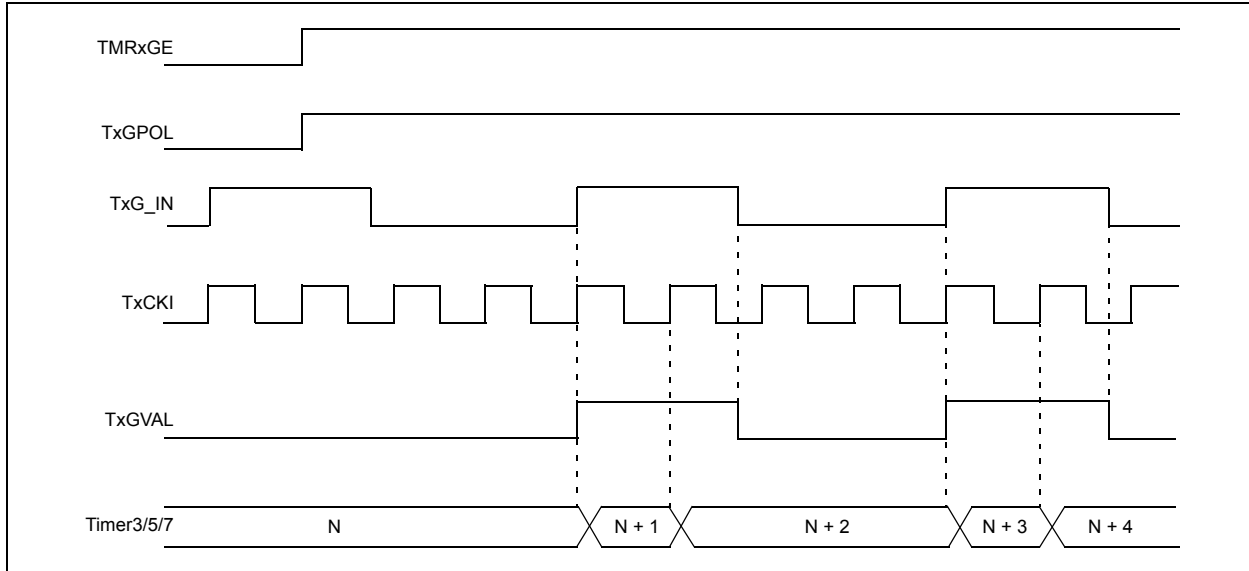 TMRxGE
TxGPOL
TxG_IN
TxCKI
TxGVAL
Timer3/5/7 N N + 1 N + 2 N + 3 N + 4